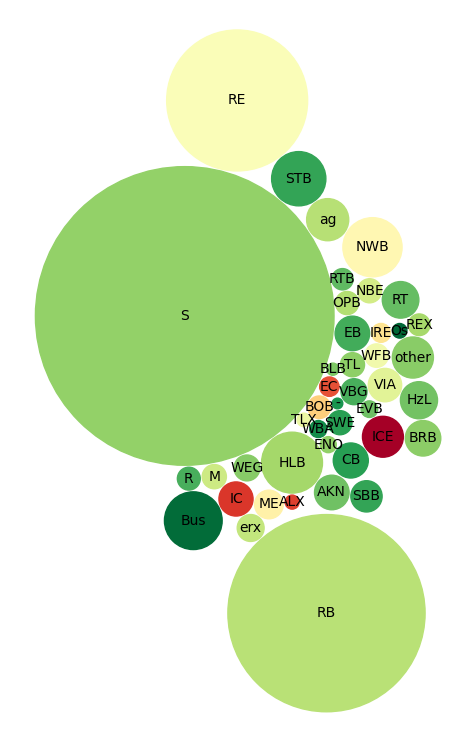 RE
STB
ag
NWB
RTB
NBE
OPB
RT
S
EB
IRE
Os
REX
WFB
other
BLB
TL
EC
VBG
VIA
HzL
BOB
-
EVB
TLX
WBA
SWE
ICE
BRB
ENO
HLB
CB
WEG
R
M
AKN
SBB
IC
ME
ALX
Bus
erx
RB